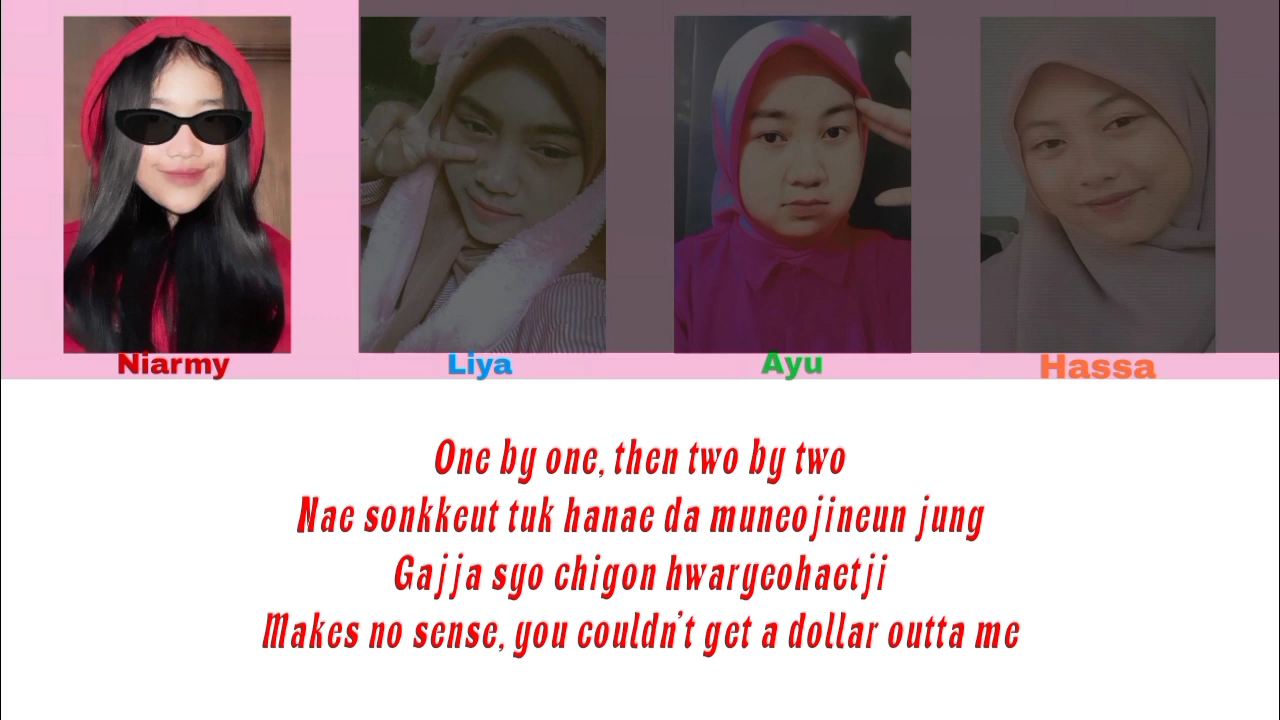 Niarmy
Liya
Ayu
Hassa
One by one, then two by two
Nae sonkkeut tuk hanae da muneojineun jung
Gajja syo chigon hwaryeohaetji
Makes no sense, you couldn't get a dollar outta me